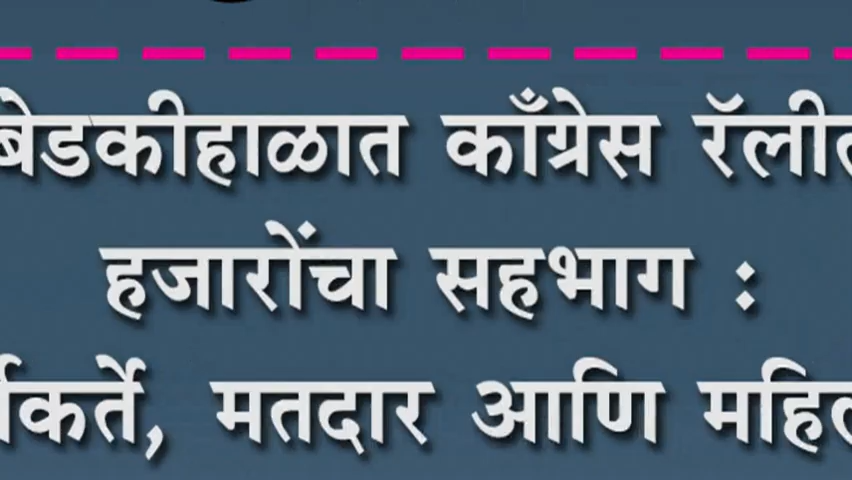 बेडकीहाळात काँग्रेस रॅलीत
हजारोंचा सहभाग :
मतदार आणि